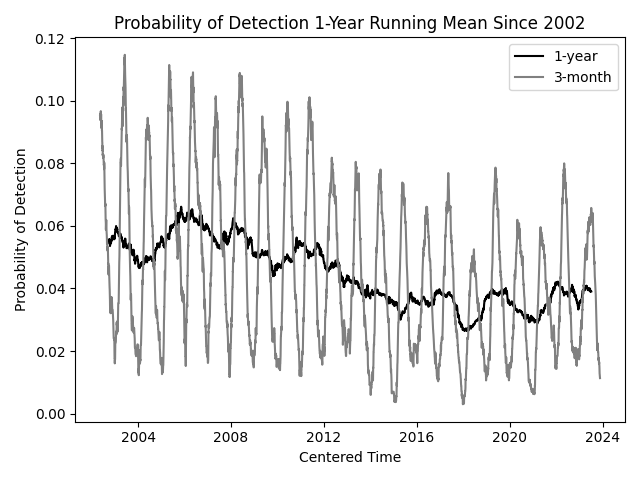 Probability of Detection 1-Year Running Mean Since 2002
0.12
0.10
0.08
0.06
0.04
0.02
0.00
Probability of Detection
1-year
3-month
2004
2008
2012
2016
2020
2024
Centered Time